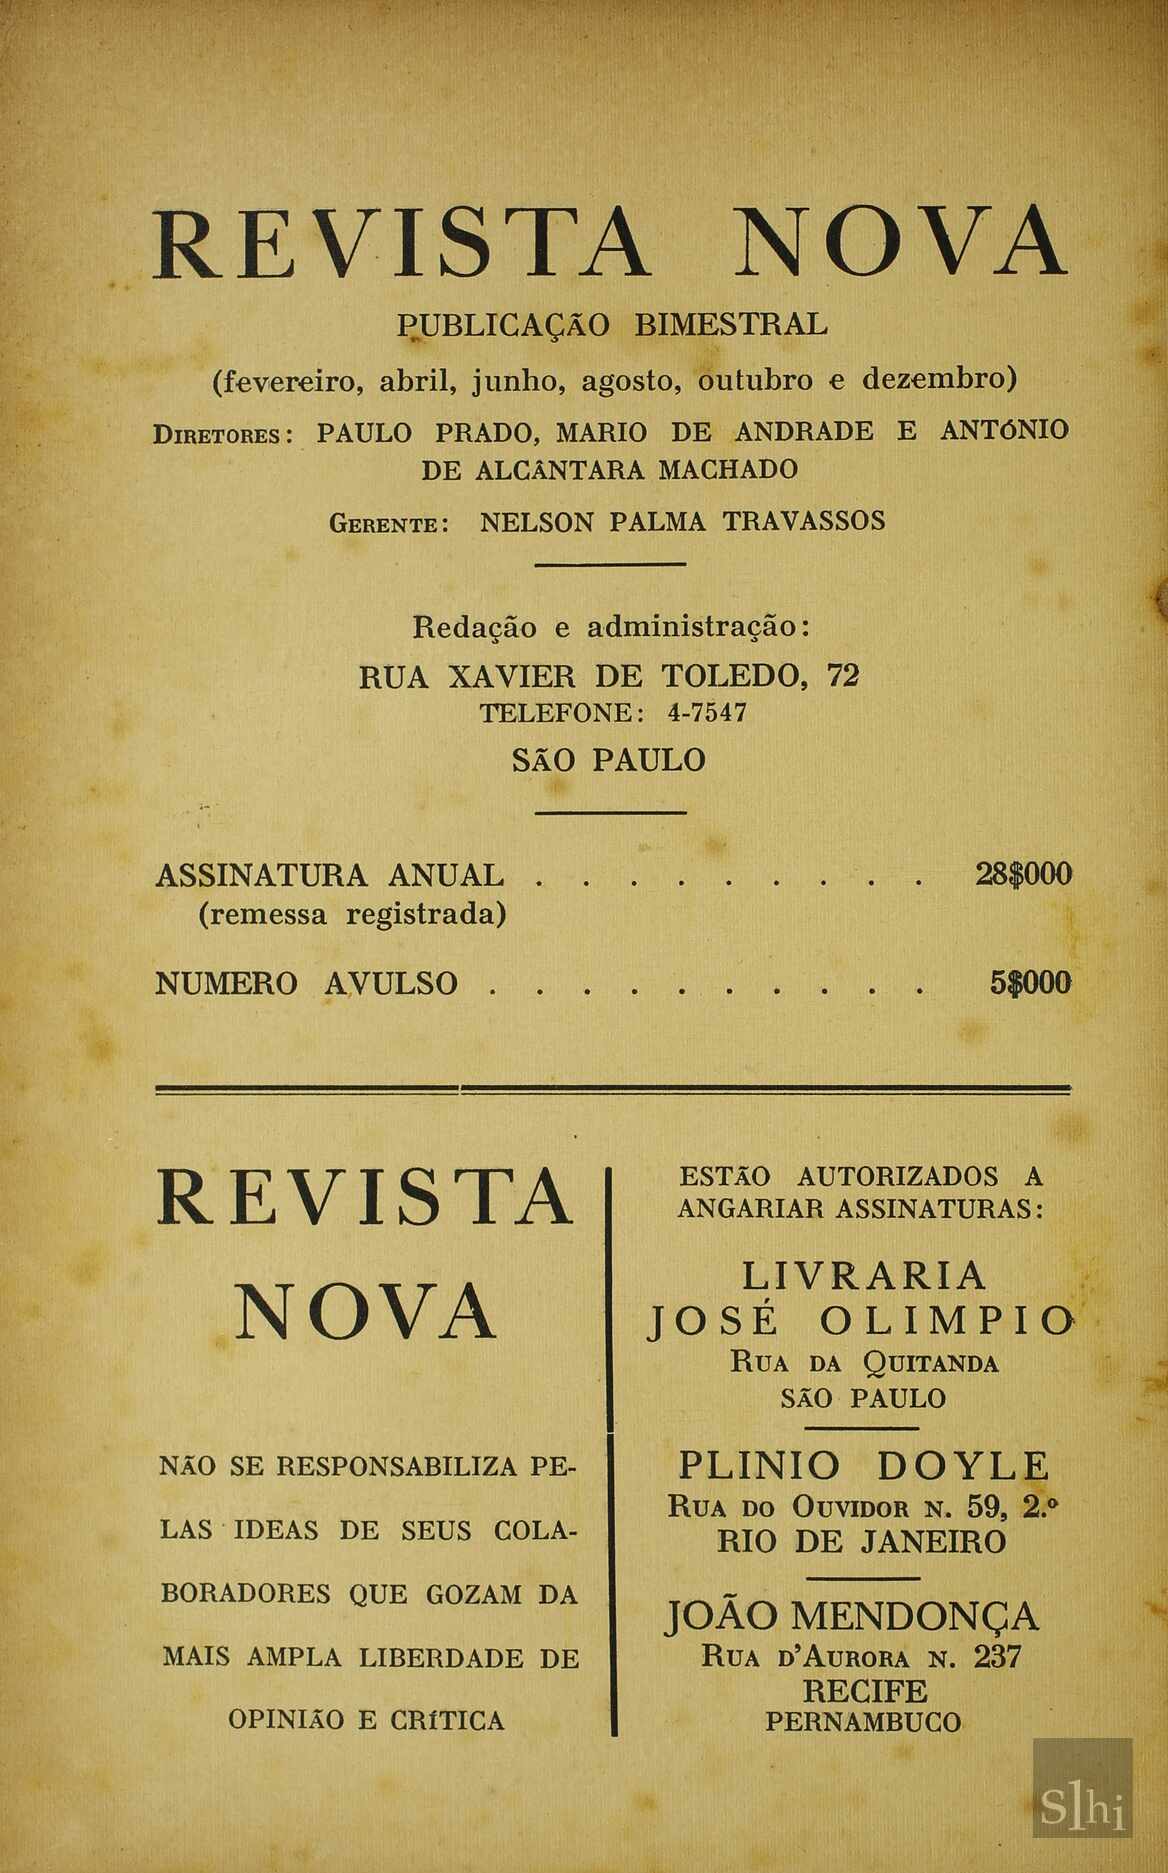 REVISTA NOVA
PUBLICAÇÃO BIMESTRAL
(fevereiro, abril, junho, agosto, outubro e dezembro)
DIRETORES: PAULO PRADO, MARIO DE ANDRADE E ANTÓNIO
DE ALCÂNTARA MACHADO
GERENTE: NELSON PALMA TRAVASSOS
Redação e administração:
RUA XAVIER DE TOLEDO, 72
TELEFONE: 4-7547
SÃO PAULO
ASSINATURA ANUAL . . . . . . . . . 28$000
(remessa registrada)
NUMERO AVULSO . . . . . . . . . . 5$000
REVISTA
NOVA
NÃO SE RESPONSABILIZA PE-
LAS IDEAS DE SEUS COLA-
BORADORES QUE GOZAM DA
MAIS AMPLA LIBERDADE DE
OPINIÃO E CRÍTICA
ESTÃO AUTORIZADOS A
ANGARIAR ASSINATURAS:
LIVRARIA
JOSÉ OLIMPIO
RUA DA QUITANDA
SÃO PAULO
PLINIO DOYLE
RUA DO OUVIDOR N. 59, 2.º
RIO DE JANEIRO
JOÃO MENDONÇA
RUA D'AURORA N. 237
RECIFE
PERNAMBUCO
slhi